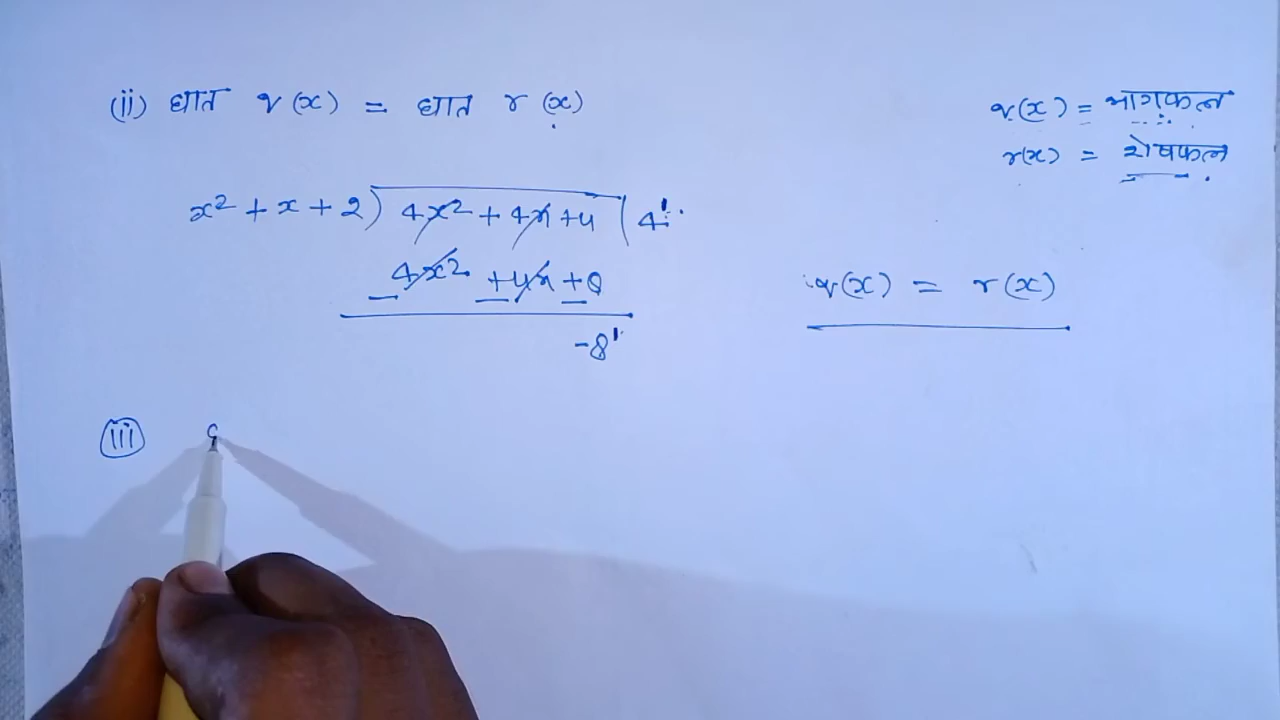 (ii) घात q(x) = घात r(x)
q(x) = भागफल
r(x) = शेषफल
x² + x + 2) 4x² + 4x + 4 (4
4x² + 4x + 8
-8
q(x) = r(x)
(iii)